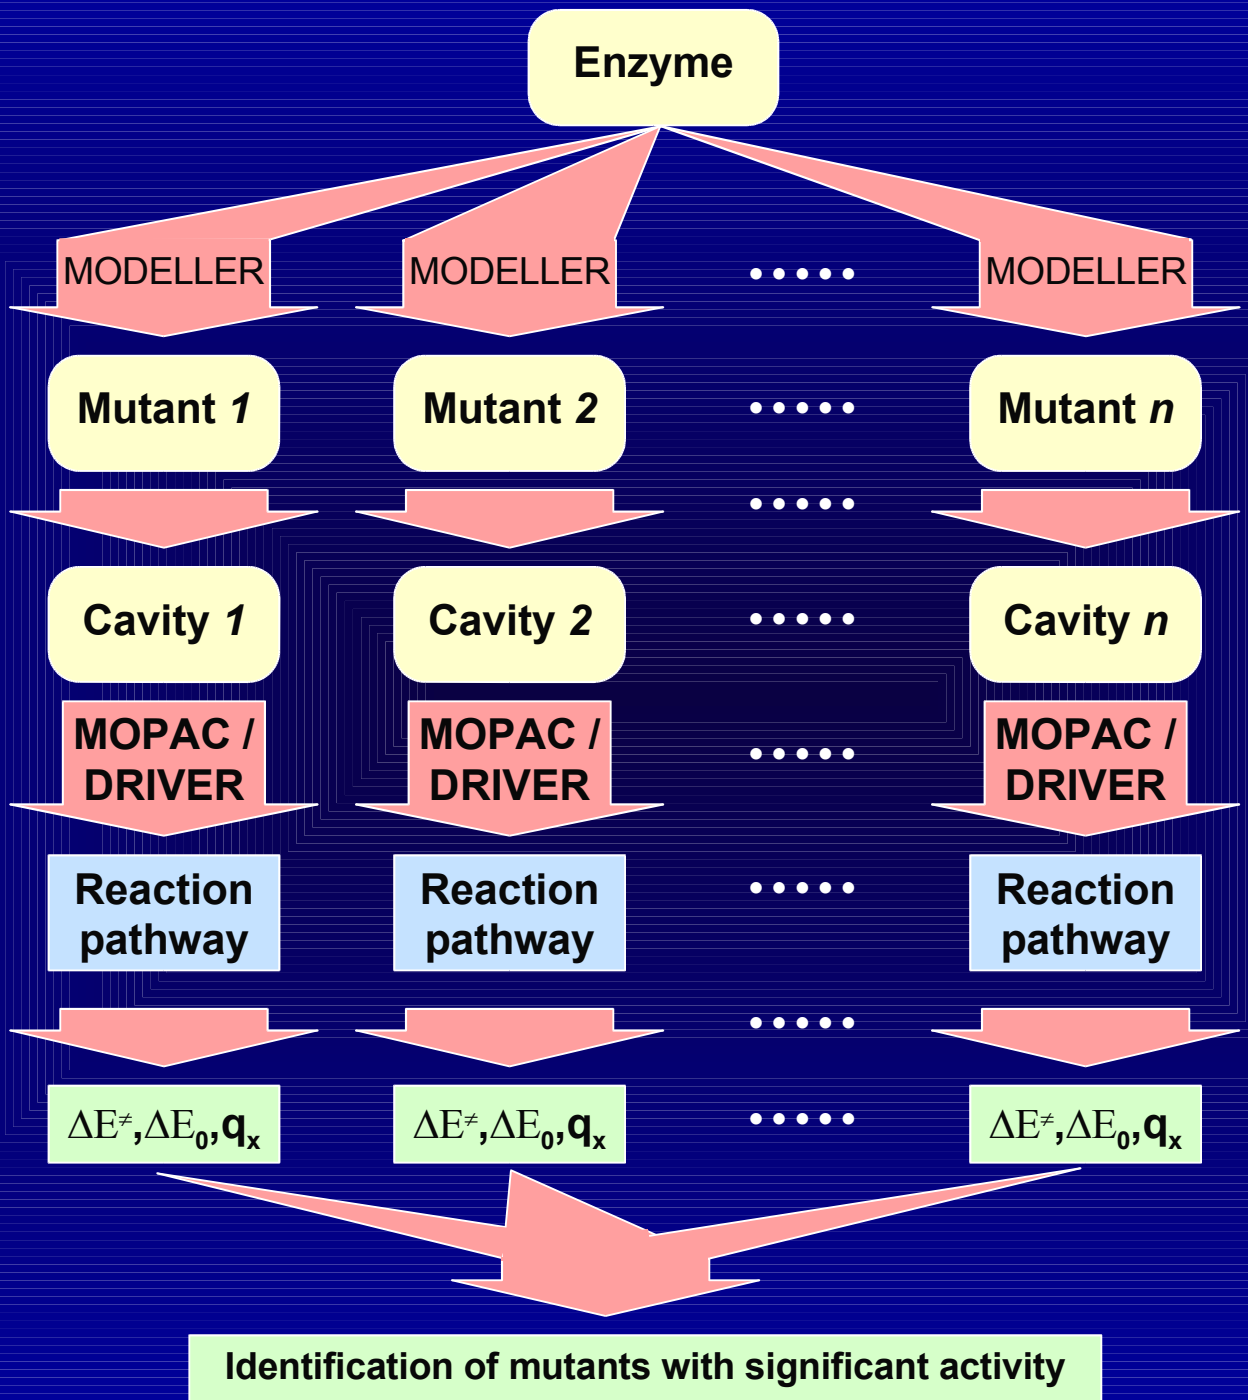 Enzyme
MODELLER MODELLER ..... MODELLER
Mutant 1 Mutant 2 ..... Mutant n
.....
Cavity 1 Cavity 2 ..... Cavity n
MOPAC / MOPAC / MOPAC /
DRIVER DRIVER ..... DRIVER
Reaction Reaction ..... Reaction
pathway pathway pathway
.....
ΔE≠,ΔE₀,qₓ ΔE≠,ΔE₀,qₓ ..... ΔE≠,ΔE₀,qₓ
Identification of mutants with significant activity